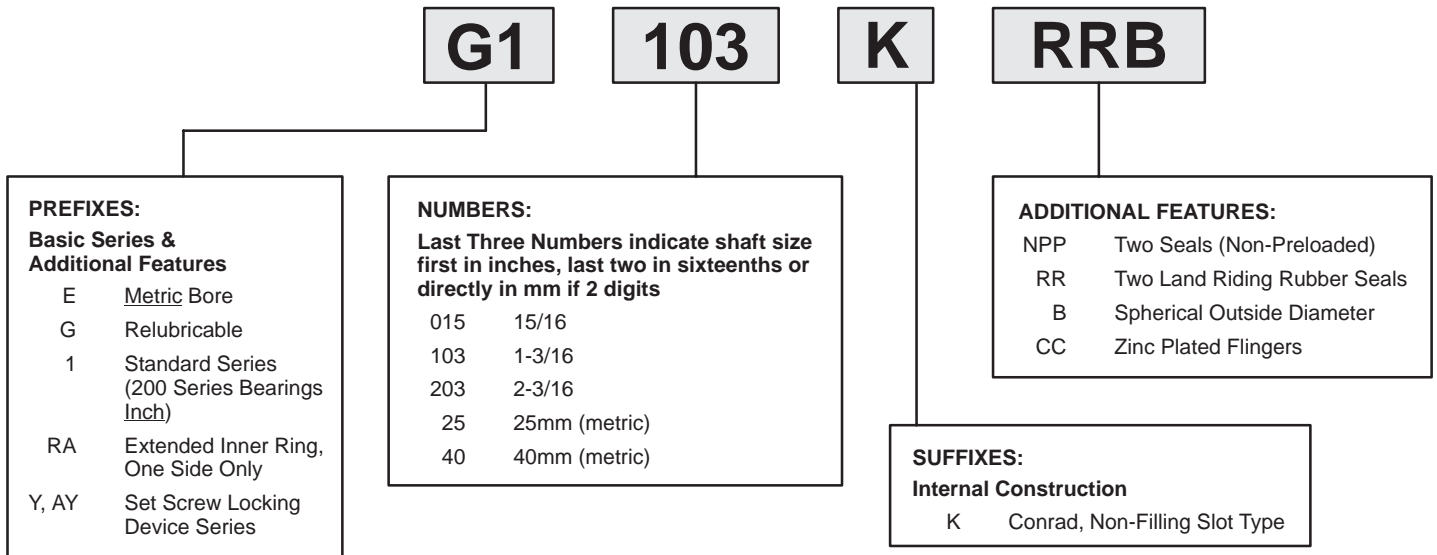 G1 103 K RRB
PREFIXES:
Basic Series &
Additional Features
E Metric Bore
G Relubricable
1 Standard Series
(200 Series Bearings
Inch)
RA Extended Inner Ring,
One Side Only
Y, AY Set Screw Locking
Device Series
NUMBERS:
Last Three Numbers indicate shaft size
first in inches, last two in sixteenths or
directly in mm if 2 digits
015 15/16
103 1-3/16
203 2-3/16
25 25mm (metric)
40 40mm (metric)
ADDITIONAL FEATURES:
NPP Two Seals (Non-Preloaded)
RR Two Land Riding Rubber Seals
B Spherical Outside Diameter
CC Zinc Plated Flingers
SUFFIXES:
Internal Construction
K Conrad, Non-Filling Slot Type